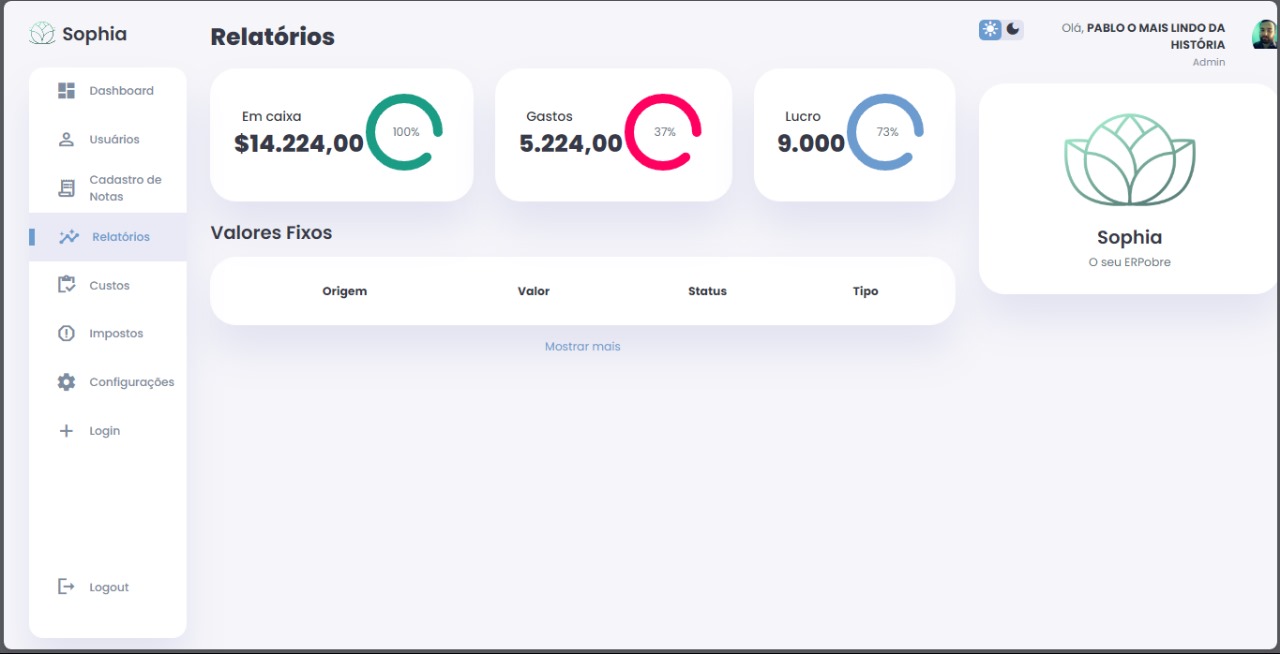 Sophia
Dashboard
Usuários
Cadastro de
Notas
Relatórios
Custos
Impostos
Configurações
Login
Logout
Relatórios
Em caixa
$14.224,00
100%
Gastos
5.224,00
37%
Lucro
9.000
73%
Valores Fixos
Origem Valor Status Tipo
Mostrar mais
Olá, PABLO O MAIS LINDO DA
HISTÓRIA
Admin
Sophia
O seu ERPobre